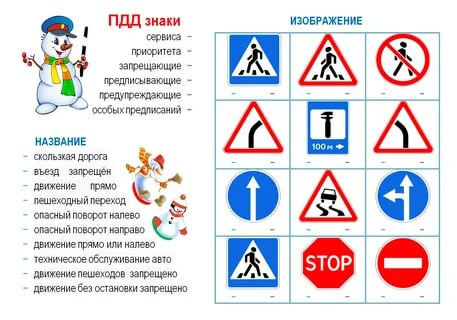 ПДД знаки
сервиса –
приоритета –
запрещающие –
предписывающие –
предупреждающие –
особых предписаний –
НАЗВАНИЕ
– скользкая дорога
– въезд запрещён
– движение прямо
– пешеходный переход
– опасный поворот налево
– опасный поворот направо
– движение прямо или налево
– техническое обслуживание авто
– движение пешеходов запрещено
– движение без остановки запрещено
ИЗОБРАЖЕНИЕ
100 м
STOP